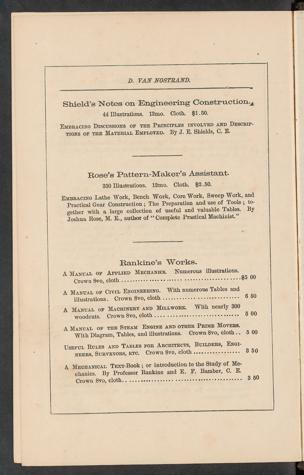 D. VAN NOSTRAND.
Shield's Notes on Engineering Construction.
44 Illustrations. 12mo. Cloth. $1.50.
EMBRACING DISCUSSIONS OF THE PRINCIPLES INVOLVED AND DESCRIP-
TIONS OF THE MATERIAL EMPLOYED. By J. E. Shields, C. E.
Rose's Pattern-Maker's Assistant.
250 Illustrations. 12mo. Cloth. $2.50.
EMBRACING Lathe Work, Bench Work, Core Work, Sweep Work, and
Practical Gear Construction; The Preparation and use of Tools; to-
gether with a large collection of useful and valuable Tables. By
Joshua Rose, M. E., author of "Complete Practical Machinist."
Rankine's Works.
A MANUAL OF APPLIED MECHANICS. Numerous illustrations.
Crown 8vo, cloth $5 00
A MANUAL OF CIVIL ENGINEERING. With numerous Tables and
illustrations. Crown 8vo, cloth 6 50
A MANUAL OF MACHINERY AND MILLWORK. With nearly 300
woodcuts. Crown 8vo, cloth 5 00
A MANUAL OF THE STEAM ENGINE AND OTHER PRIME MOVERS.
With Diagram, Tables, and illustrations. Crown 8vo, cloth 5 00
USEFUL RULES AND TABLES FOR ARCHITECTS, BUILDERS, ENGI-
NEERS, SURVEYORS, ETC. Crown 8vo, cloth 3 50
A MECHANICAL TEXT-BOOK; or introduction to the Study of Me-
chanics. By Professor Rankine and E. F. Bamber, C. E.
Crown 8vo, cloth 3 50